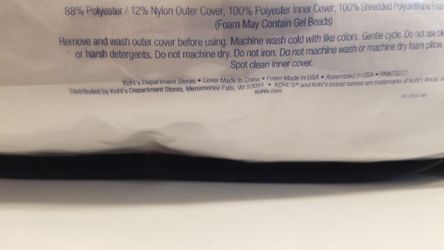 88% Polyester / 12% Nylon Outer Cover, 100% Polyester Inner Cover, 100% Shredded Polyurethane Foam
(Foam May Contain Gel Beads)
Remove and wash outer cover before using. Machine wash cold with like colors. Gentle cycle. Do not use
or harsh detergents. Do not machine dry. Do not iron. Do not machine wash or machine dry foam pillow.
Spot clean inner cover.
Kohl's Department Stores • Cover Made in China • Foam Made in USA • Assembled in USA •
Distributed by Kohl's Department Stores, Menomonee Falls, WI 53051 • KOHL'S® and Kohl's brand names are trademarks of Kohl's
Kohls.com